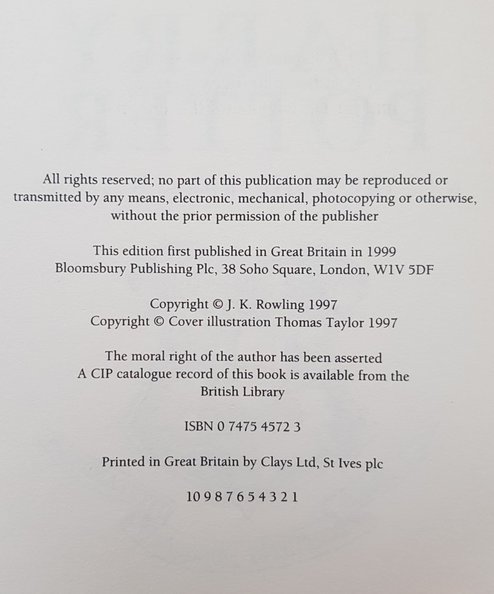 All rights reserved; no part of this publication may be reproduced or
transmitted by any means, electronic, mechanical, photocopying or otherwise,
without the prior permission of the publisher
This edition first published in Great Britain in 1999
Bloomsbury Publishing Plc, 38 Soho Square, London, W1V 5DF
Copyright © J. K. Rowling 1997
Copyright © Cover illustration Thomas Taylor 1997
The moral right of the author has been asserted
A CIP catalogue record of this book is available from the
British Library
ISBN 0 7475 4572 3
Printed in Great Britain by Clays Ltd, St Ives plc
10 9 8 7 6 5 4 3 2 1